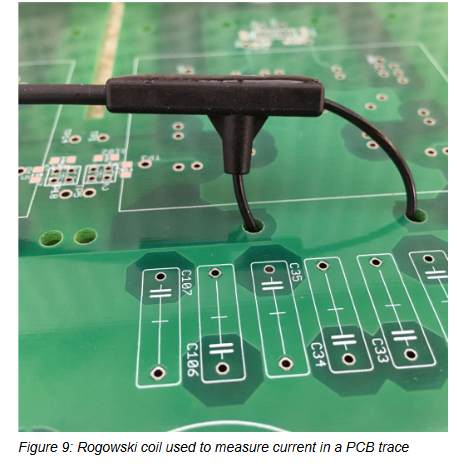 C107
C106
C35
C34
C33
Figure 9: Rogowski coil used to measure current in a PCB trace